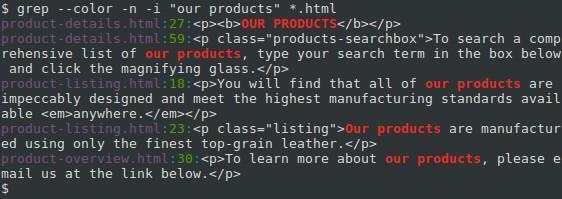 $ grep --color -n -i "our products" *.html
product-details.html:27:<p><b>OUR PRODUCTS</b></p>
product-details.html:59:<p class="products-searchbox">To search a comp
rehensive list of our products, type your search term in the box below
 and click the magnifying glass.</p>
product-listing.html:18:<p>You will find that all of our products are
impeccably designed and meet the highest manufacturing standards avail
able <em>anywhere.</em></p>
product-listing.html:23:<p class="listing">Our products are manufactur
ed using only the finest top-grain leather.</p>
product-overview.html:30:<p>To learn more about our products, please e
mail us at the link below.</p>
$